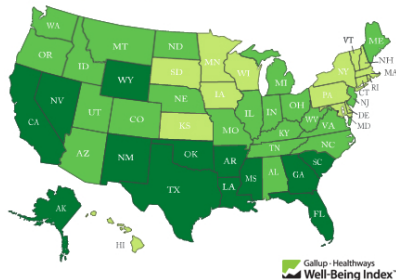 WA
OR
CA
NV
ID
MT
WY
UT
AZ
CO
NM
ND
SD
NE
KS
OK
TX
MN
IA
MO
AR
LA
WI
IL
MI
IN
OH
KY
TN
MS
AL
GA
FL
SC
NC
VA
WV
PA
NY
VT
ME
NH
MA
RI
CT
NJ
DE
MD
AK
HI
Gallup - Healthways
Well-Being Index™